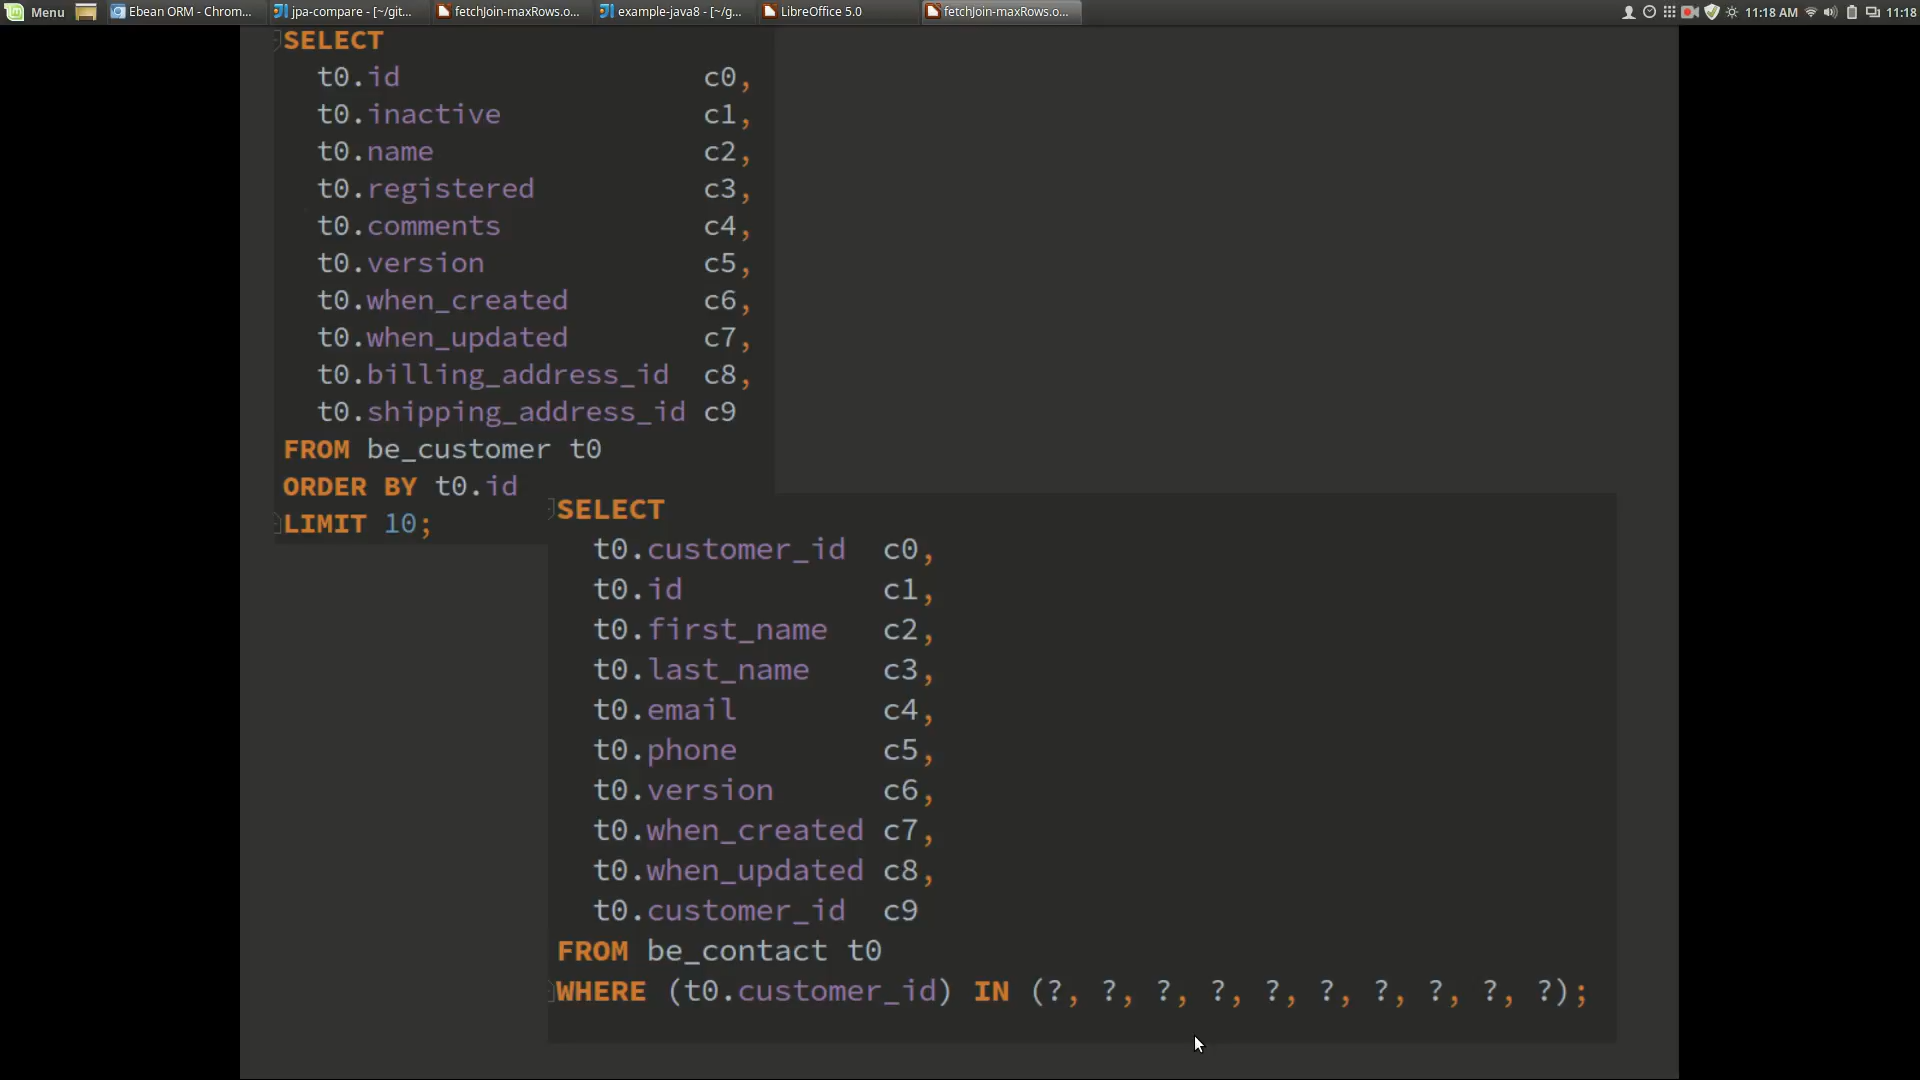 Menu Ebean ORM - Chrom... jpa-compare - [~/git... fetchJoin-maxRows.o... example-java8 - [~/g... LibreOffice 5.0 fetchJoin-maxRows.o... 11:18 AM 11:18
SELECT
t0.id c0,
t0.inactive c1,
t0.name c2,
t0.registered c3,
t0.comments c4,
t0.version c5,
t0.when_created c6,
t0.when_updated c7,
t0.billing_address_id c8,
t0.shipping_address_id c9
FROM be_customer t0
ORDER BY t0.id
LIMIT 10;
SELECT
t0.customer_id c0,
t0.id c1,
t0.first_name c2,
t0.last_name c3,
t0.email c4,
t0.phone c5,
t0.version c6,
t0.when_created c7,
t0.when_updated c8,
t0.customer_id c9
FROM be_contact t0
WHERE (t0.customer_id) IN (?, ?, ?, ?, ?, ?, ?, ?, ?, ?);